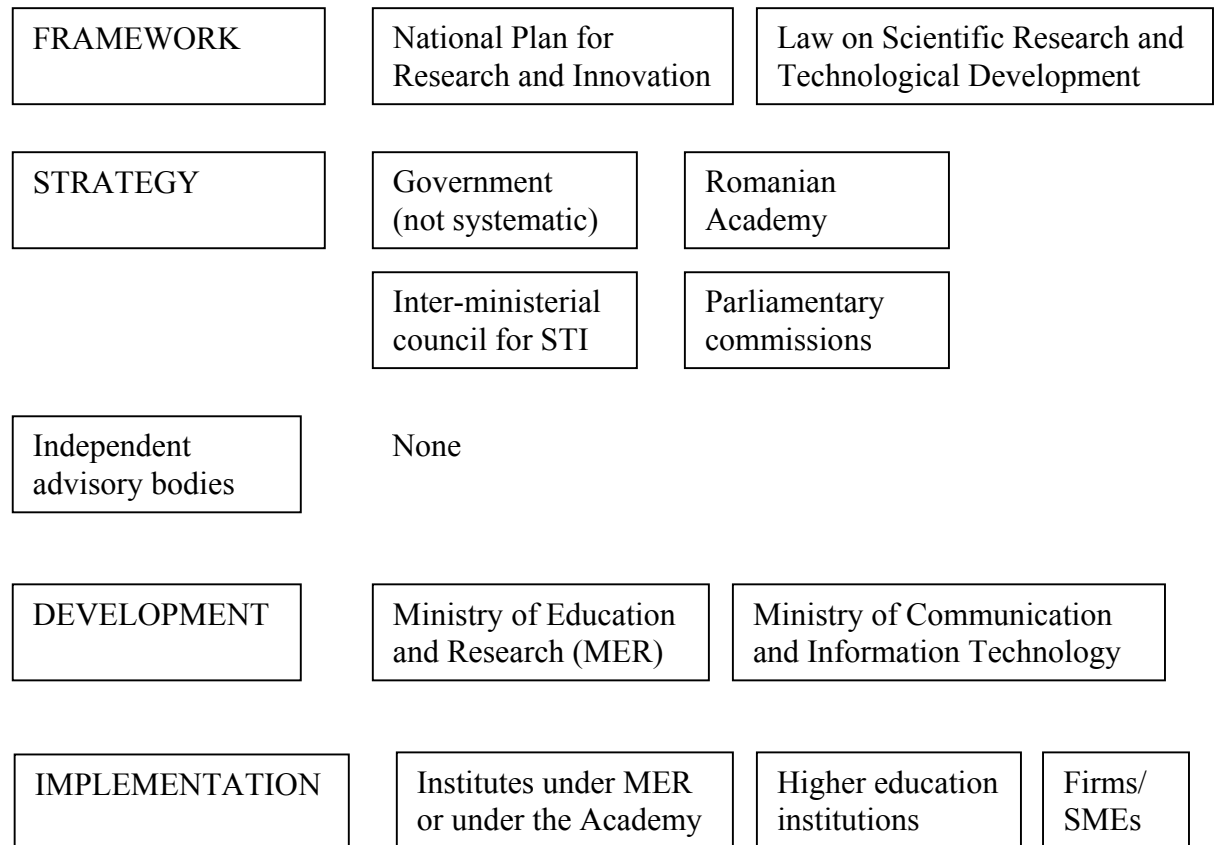 FRAMEWORK
National Plan for
Research and Innovation
Law on Scientific Research and
Technological Development
STRATEGY
Government
(not systematic)
Romanian
Academy
Inter-ministerial
council for STI
Parliamentary
commissions
Independent
advisory bodies
None
DEVELOPMENT
Ministry of Education
and Research (MER)
Ministry of Communication
and Information Technology
IMPLEMENTATION
Institutes under MER
or under the Academy
Higher education
institutions
Firms/
SMEs